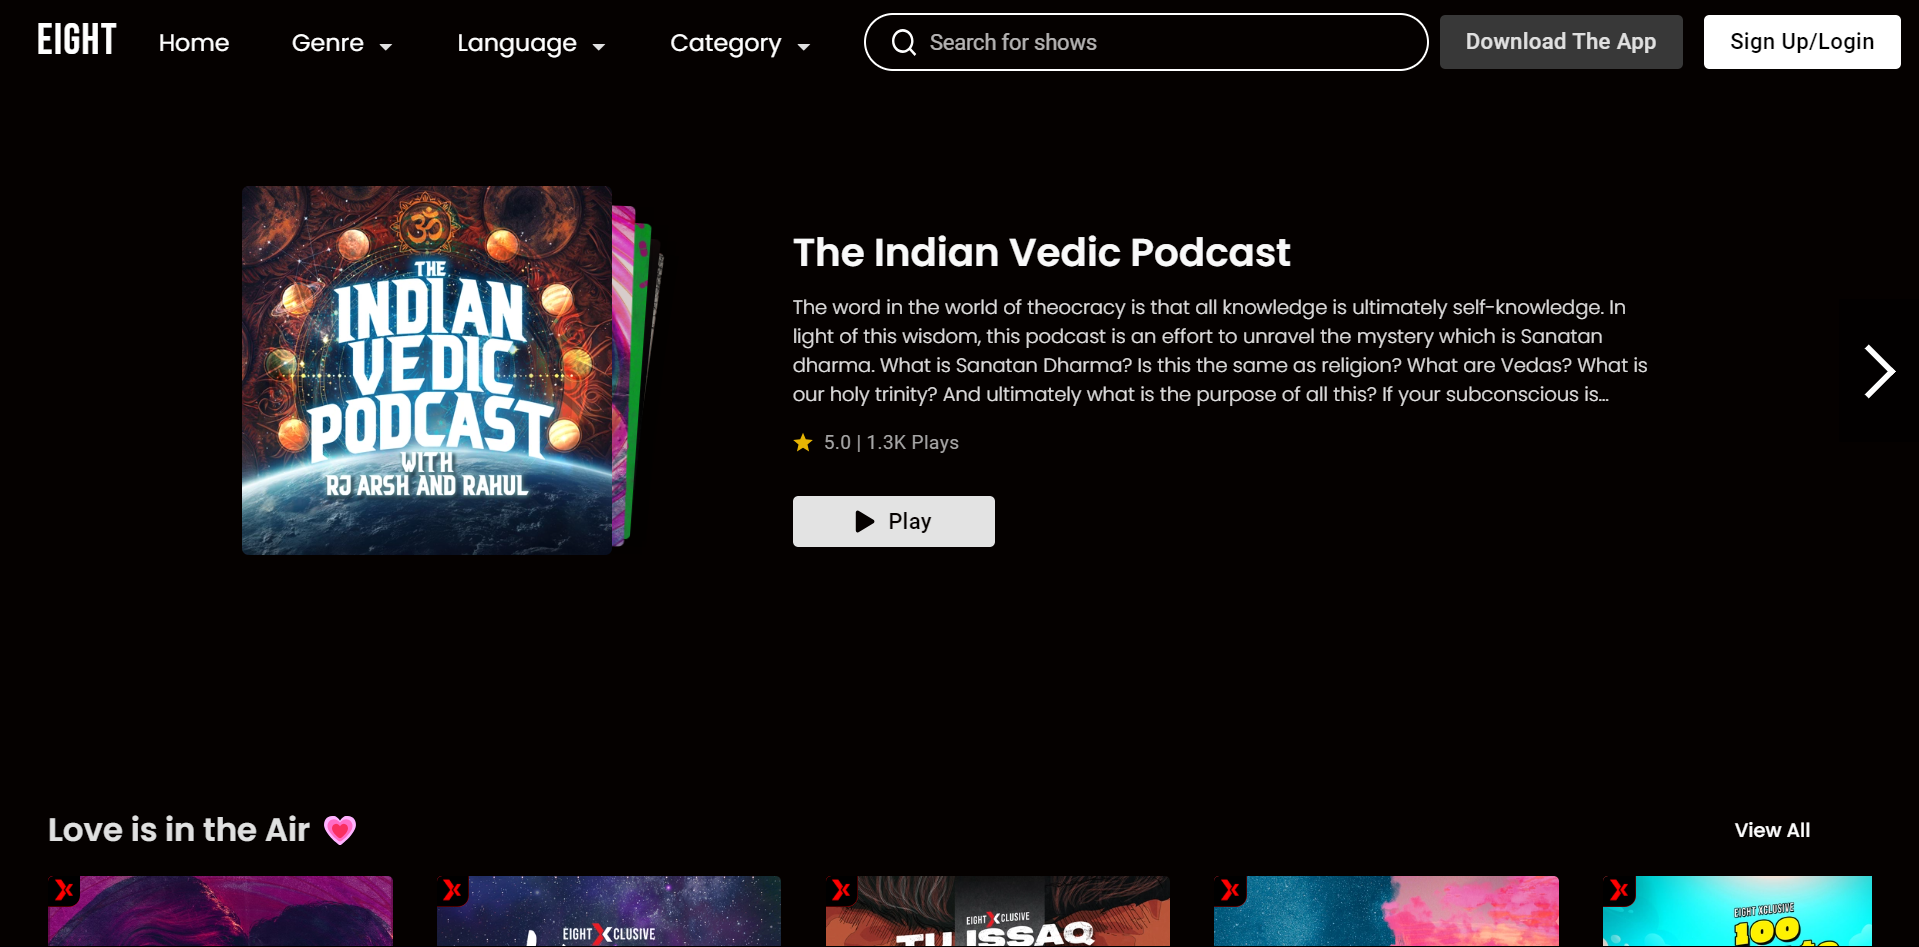 EIGHT
Home
Genre
Language
Category
Search for shows
Download The App
Sign Up/Login
ॐ
THE
INDIAN
VEDIC
PODCAST
WITH
RJ ARSH AND RAHUL
The Indian Vedic Podcast
The word in the world of theocracy is that all knowledge is ultimately self-knowledge. In
light of this wisdom, this podcast is an effort to unravel the mystery which is Sanatan
dharma. What is Sanatan Dharma? Is this the same as religion? What are Vedas? What is
our holy trinity? And ultimately what is the purpose of all this? If your subconscious is...
5.0 | 1.3K Plays
Play
Love is in the Air
View All
X
X
EIGHT XCLUSIVE
X
EIGHT XCLUSIVE
TU ISSAQ
X
X
EIGHT XCLUSIVE
100